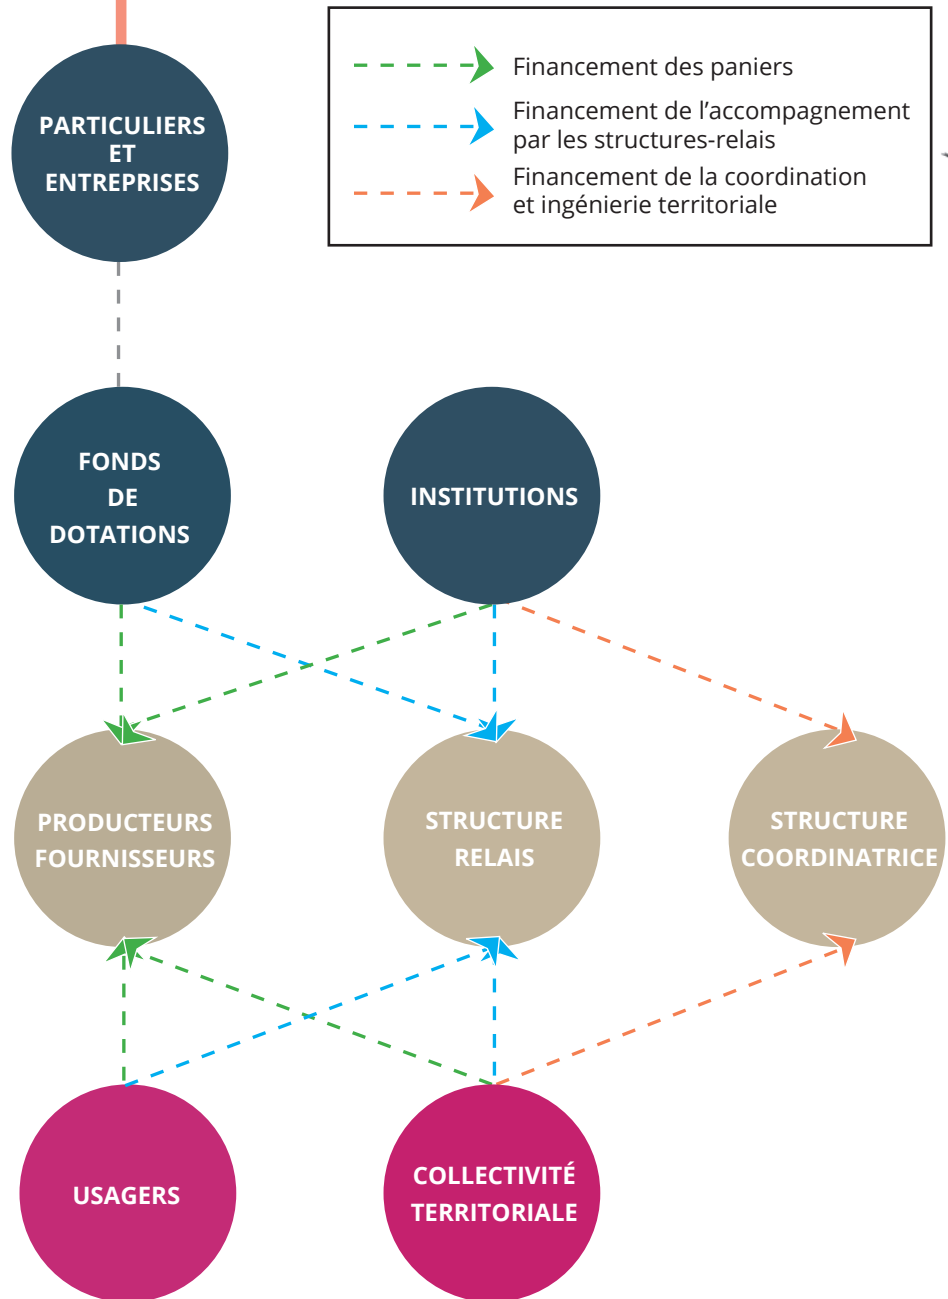 Financement des paniers
Financement de l’accompagnement
par les structures-relais
Financement de la coordination
et ingénierie territoriale
PARTICULIERS
ET
ENTREPRISES
FONDS
DE
DOTATIONS
INSTITUTIONS
PRODUCTEURS
FOURNISSEURS
STRUCTURE
RELAIS
STRUCTURE
COORDINATRICE
USAGERS
COLLECTIVITÉ
TERRITORIALE